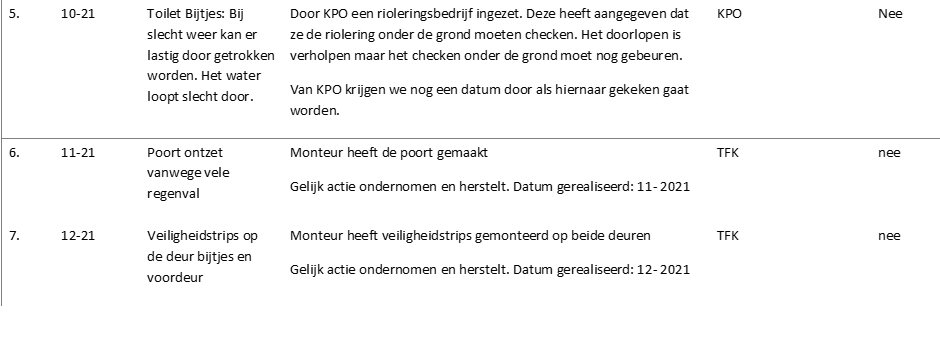 5. 10-21 Toilet Bijtjes: Bij Door KPO een rioleringsbedrijf ingezet. Deze heeft aangegeven dat KPO Nee
slecht weer kan er ze de riolering onder de grond moeten checken. Het doorlopen is
lastig door getrokken verholpen maar het checken onder de grond moet nog gebeuren.
worden. Het water
loopt slecht door. Van KPO krijgen we nog een datum door als hiernaar gekeken gaat
worden.
6. 11-21 Poort ontzet Monteur heeft de poort gemaakt TFK nee
vanwege vele
regenval Gelijk actie ondernomen en herstelt. Datum gerealiseerd: 11- 2021
7. 12-21 Veiligheidstrips op Monteur heeft veiligheidstrips gemonteerd op beide deuren TFK nee
de deur bijtjes en
voordeur Gelijk actie ondernomen en herstelt. Datum gerealiseerd: 12- 2021